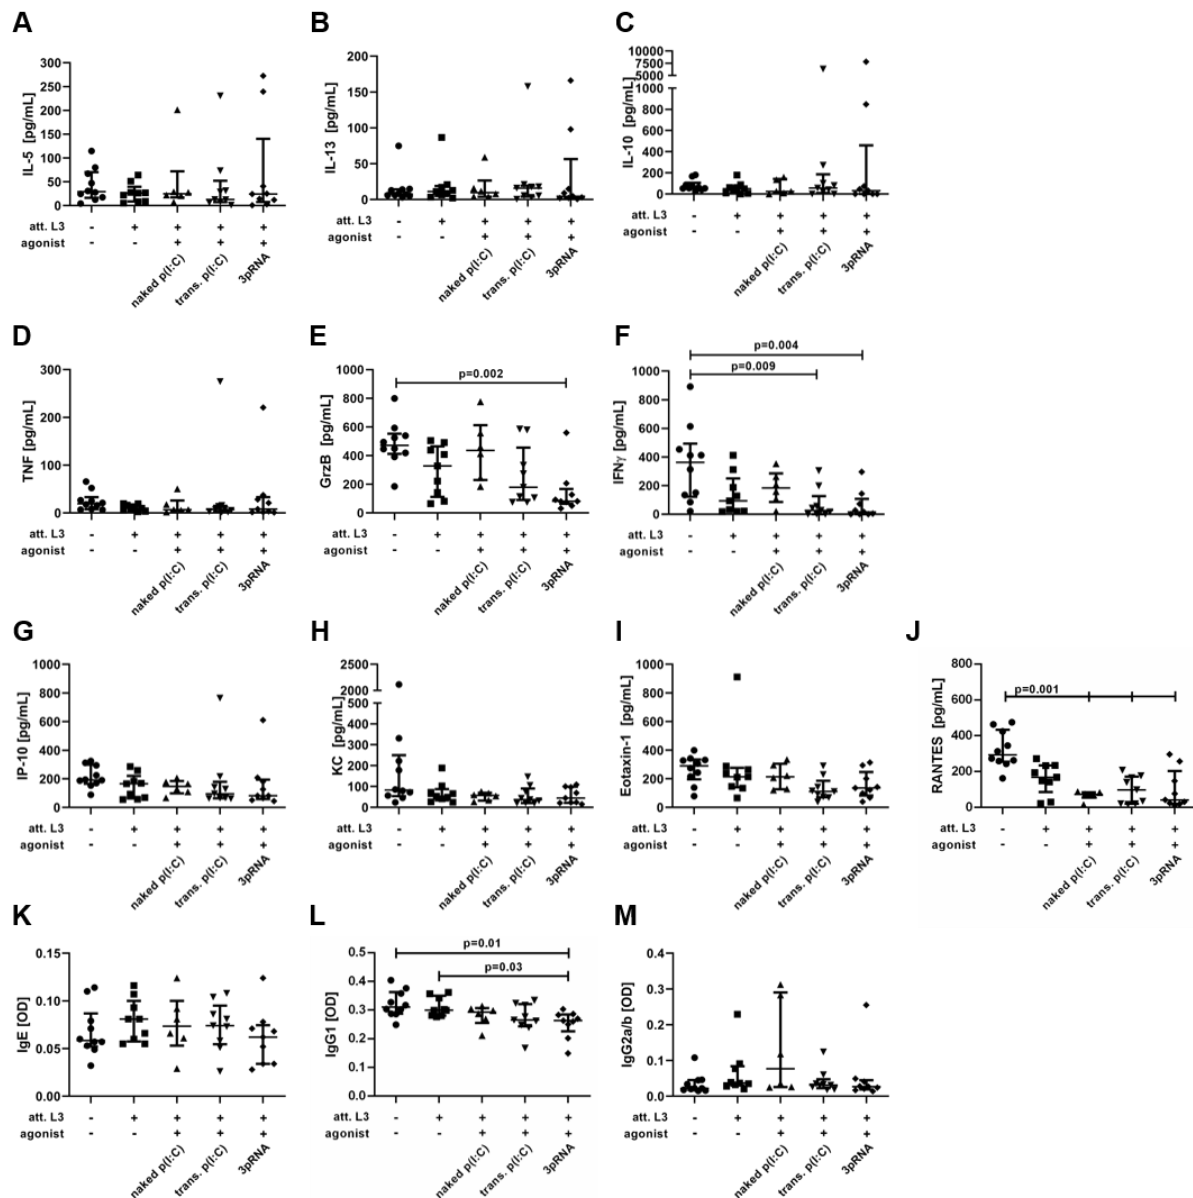 A
B
C
IL-5 [pg/mL]
300
250
200
150
100
50
0
att. L3 - + + + +
agonist - - + + +
naked p(I:C)
trans. p(I:C)
3pRNA
IL-13 [pg/mL]
200
150
100
50
0
att. L3 - + + + +
agonist - - + + +
naked p(I:C)
trans. p(I:C)
3pRNA
IL-10 [pg/mL]
10000
7500
5000
1000
800
600
400
200
0
att. L3 - + + + +
agonist - - + + +
naked p(I:C)
trans. p(I:C)
3pRNA
D
E
F
TNF [pg/mL]
300
200
100
0
att. L3 - + + + +
agonist - - + + +
naked p(I:C)
trans. p(I:C)
3pRNA
p=0.002
GrzB [pg/mL]
1000
800
600
400
200
0
att. L3 - + + + +
agonist - - + + +
naked p(I:C)
trans. p(I:C)
3pRNA
p=0.004
p=0.009
IFNγ [pg/mL]
1000
800
600
400
200
0
att. L3 - + + + +
agonist - - + + +
naked p(I:C)
trans. p(I:C)
3pRNA
G
H
I
J
IP-10 [pg/mL]
1000
800
600
400
200
0
att. L3 - + + + +
agonist - - + + +
naked p(I:C)
trans. p(I:C)
3pRNA
KC [pg/mL]
2500
2000
500
400
300
200
100
0
att. L3 - + + + +
agonist - - + + +
naked p(I:C)
trans. p(I:C)
3pRNA
Eotaxin-1 [pg/mL]
1000
800
600
400
200
0
att. L3 - + + + +
agonist - - + + +
naked p(I:C)
trans. p(I:C)
3pRNA
p=0.001
RANTES [pg/mL]
800
600
400
200
0
att. L3 - + + + +
agonist - - + + +
naked p(I:C)
trans. p(I:C)
3pRNA
K
L
M
IgE [OD]
0.15
0.10
0.05
0.00
att. L3 - + + + +
agonist - - + + +
naked p(I:C)
trans. p(I:C)
3pRNA
p=0.01
p=0.03
IgG1 [OD]
0.5
0.4
0.3
0.2
0.1
0.0
att. L3 - + + + +
agonist - - + + +
naked p(I:C)
trans. p(I:C)
3pRNA
IgG2a/b [OD]
0.4
0.3
0.2
0.1
0.0
att. L3 - + + + +
agonist - - + + +
naked p(I:C)
trans. p(I:C)
3pRNA